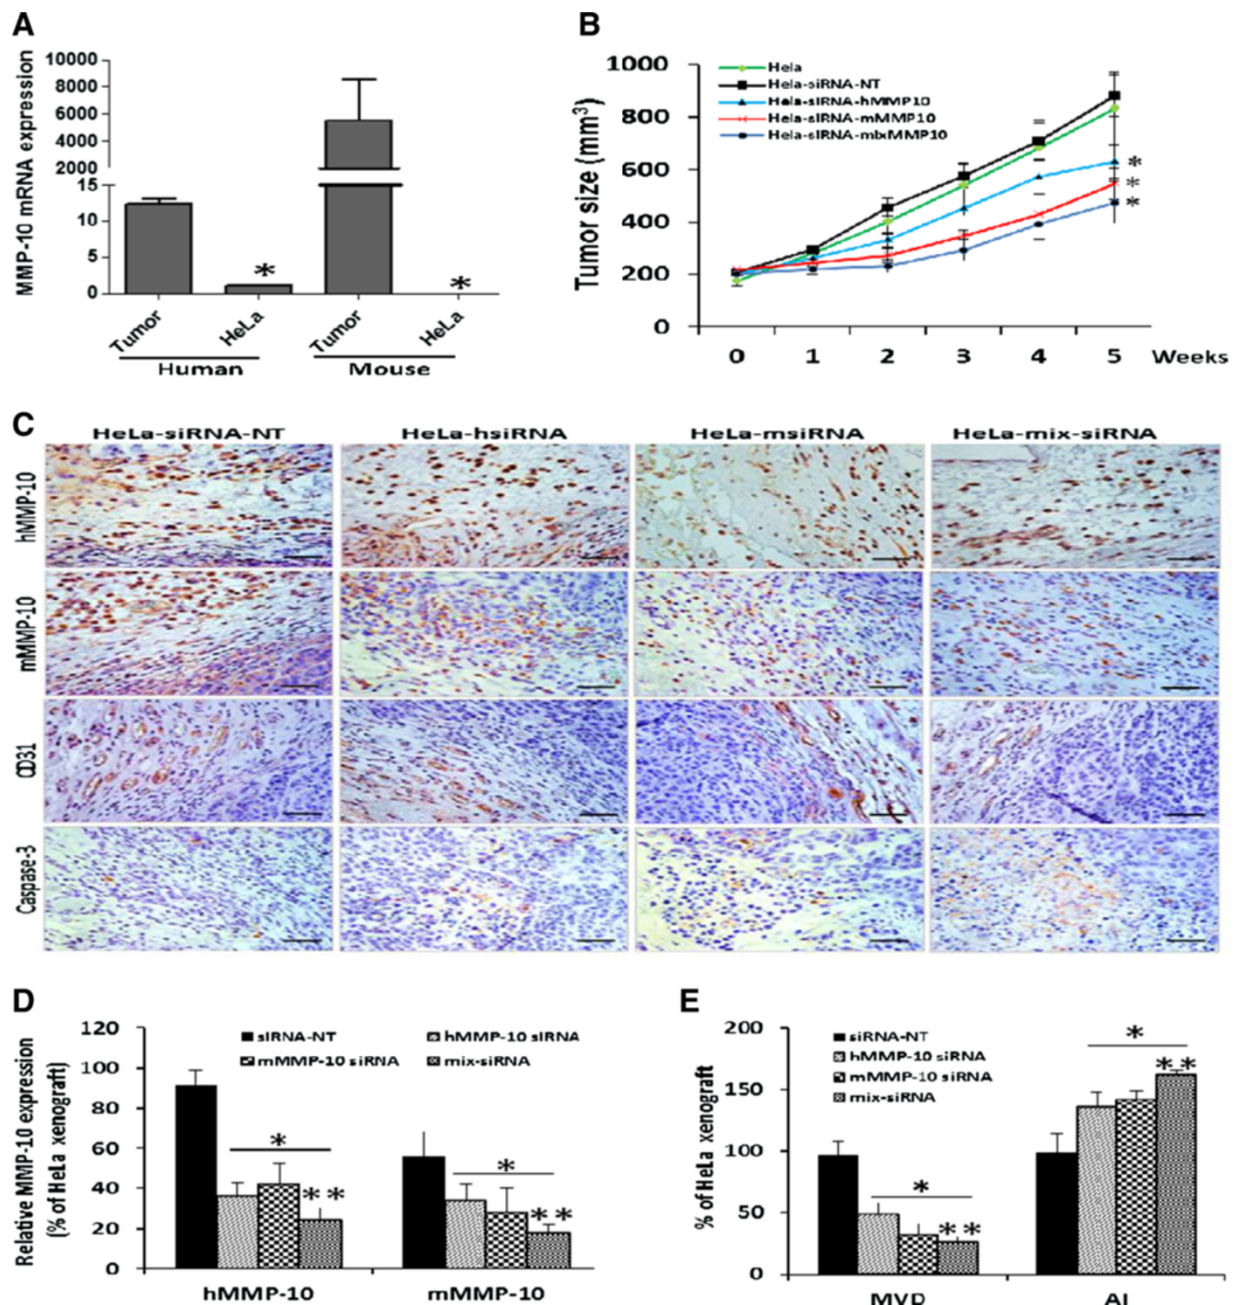 A
MMP-10 mRNA expression
10000
8000
6000
4000
2000
15
10
5
0
*
*
Tumor
HeLa
Tumor
HeLa
Human
Mouse
B
Tumor size (mm³)
1000
800
600
400
200
0
Hela
Hela-siRNA-NT
Hela-siRNA-hMMP10
Hela-siRNA-mMMP10
Hela-siRNA-mixMMP10
*
*
*
0 1 2 3 4 5 Weeks
C
HeLa-siRNA-NT
HeLa-hsiRNA
HeLa-msiRNA
HeLa-mix-siRNA
hMMP-10
mMMP-10
CD31
Caspase-3
D
Relative MMP-10 expression
(% of HeLa xenograft)
120
100
80
60
40
20
0
siRNA-NT
hMMP-10 siRNA
mMMP-10 siRNA
mix-siRNA
*
**
*
**
hMMP-10
mMMP-10
E
% of HeLa xenograft
200
150
100
50
0
siRNA-NT
hMMP-10 siRNA
mMMP-10 siRNA
mix-siRNA
*
**
*
**
MVD
AI